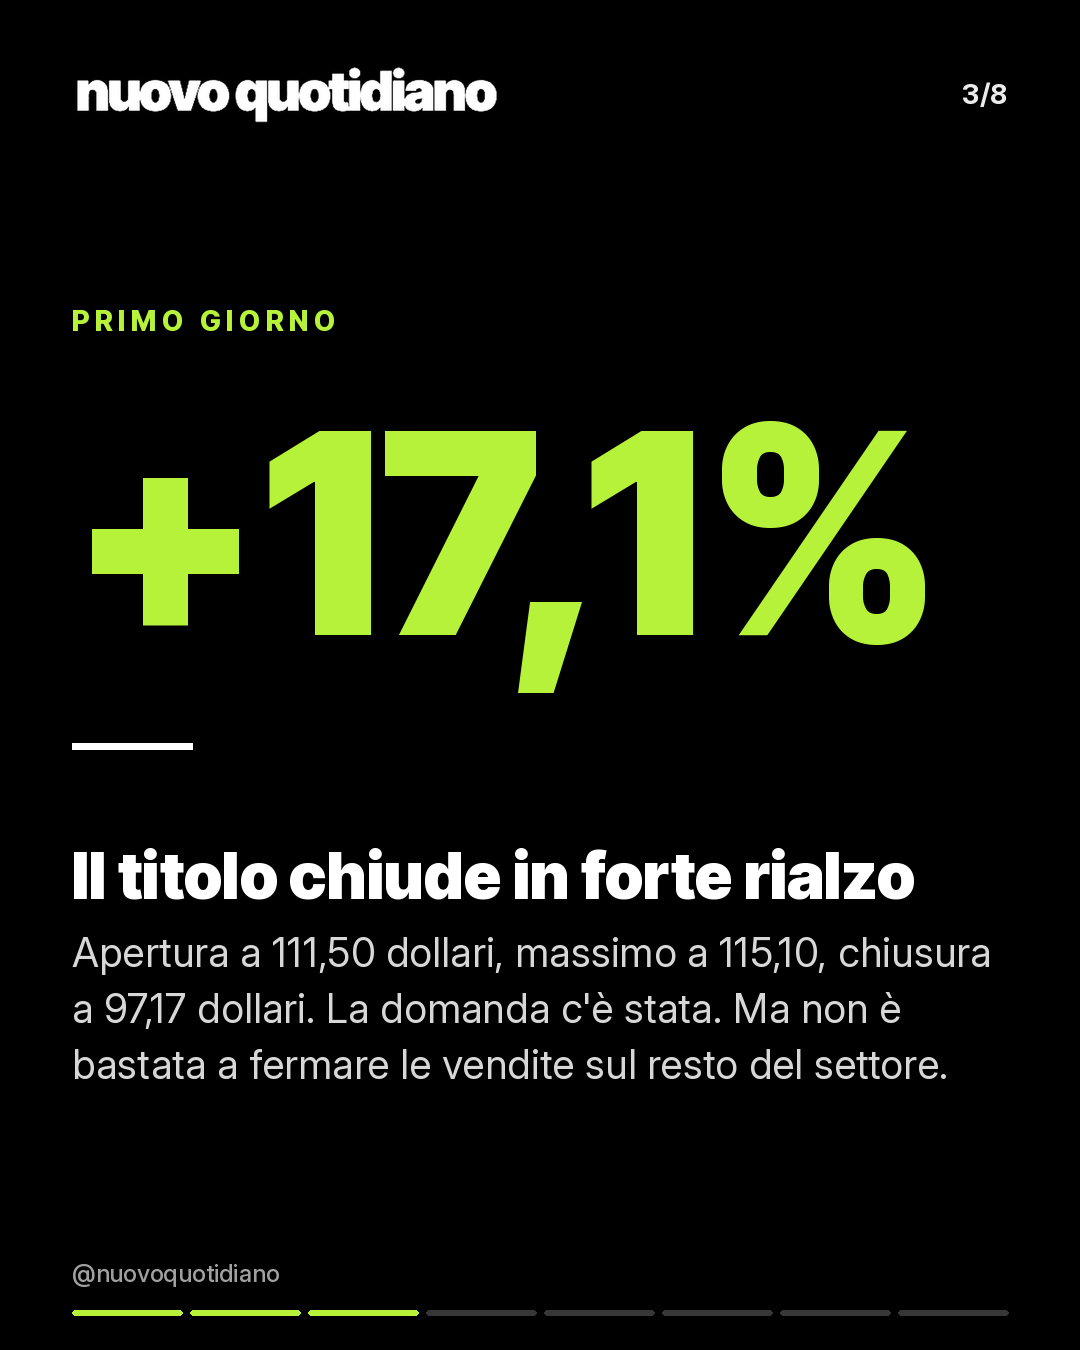 nuovo quotidiano
3/8
PRIMO GIORNO
+17,1%
Il titolo chiude in forte rialzo
Apertura a 111,50 dollari, massimo a 115,10, chiusura
a 97,17 dollari. La domanda c'è stata. Ma non è
bastata a fermare le vendite sul resto del settore.
@nuovoquotidiano